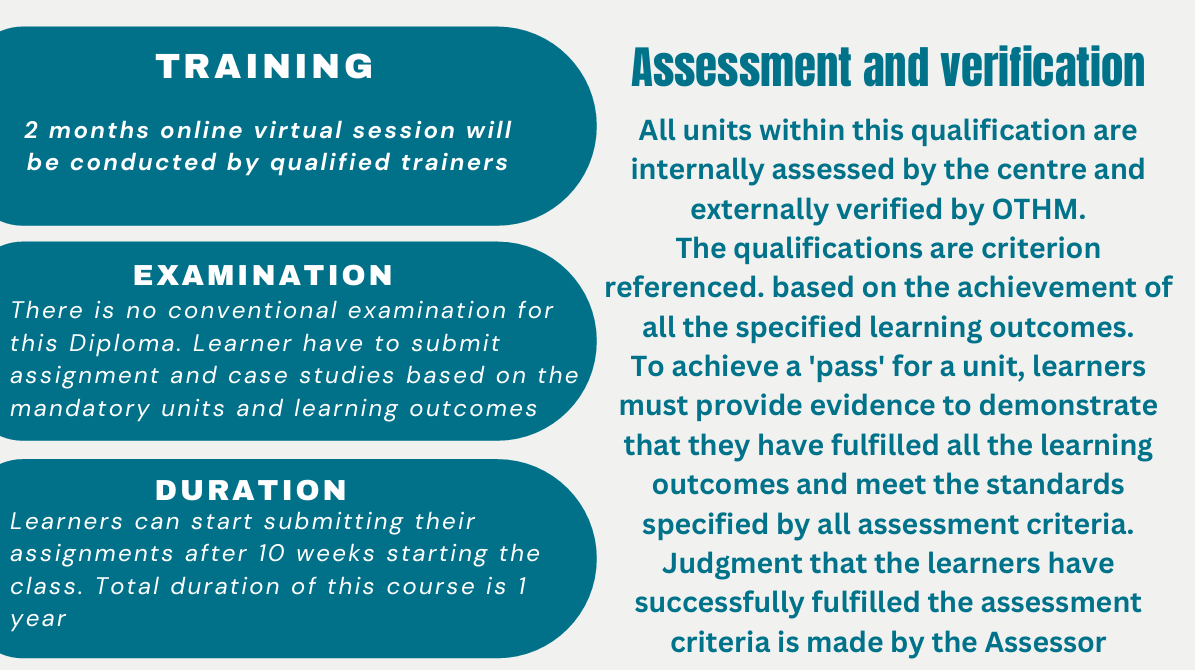 TRAINING
2 months online virtual session will
be conducted by qualified trainers
EXAMINATION
There is no conventional examination for
this Diploma. Learner have to submit
assignment and case studies based on the
mandatory units and learning outcomes
DURATION
Learners can start submitting their
assignments after 10 weeks starting the
class. Total duration of this course is 1
year
Assessment and verification
All units within this qualification are
internally assessed by the centre and
externally verified by OTHM.
The qualifications are criterion
referenced. based on the achievement of
all the specified learning outcomes.
To achieve a 'pass' for a unit, learners
must provide evidence to demonstrate
that they have fulfilled all the learning
outcomes and meet the standards
specified by all assessment criteria.
Judgment that the learners have
successfully fulfilled the assessment
criteria is made by the Assessor